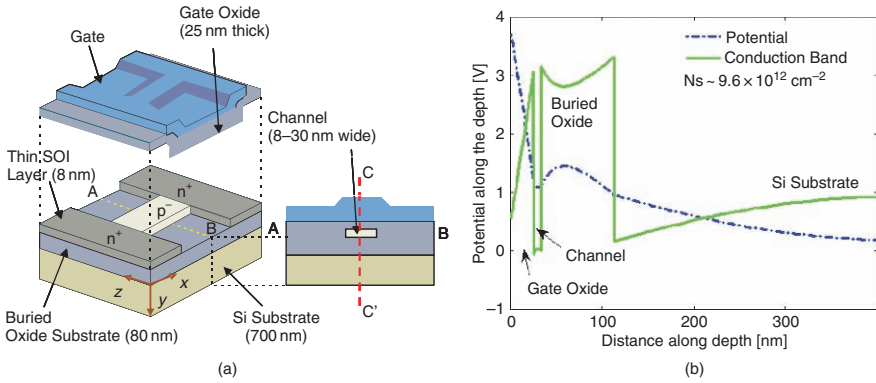 Gate Oxide
(25 nm thick)
Gate
Channel
(8–30 nm wide)
Thin SOI
Layer (8 nm)
A
n⁺
p⁻
n⁺
B
z
x
y
C
A
B
C'
Buried
Oxide Substrate (80 nm)
Si Substrate
(700 nm)
(a)
Potential along the depth [V]
4
3
2
1
0
−1
Potential
Conduction Band
Ns ~ 9.6 × 10¹² cm⁻²
Buried
Oxide
Si Substrate
Channel
Gate Oxide
0
100
200
300
Distance along depth [nm]
(b)